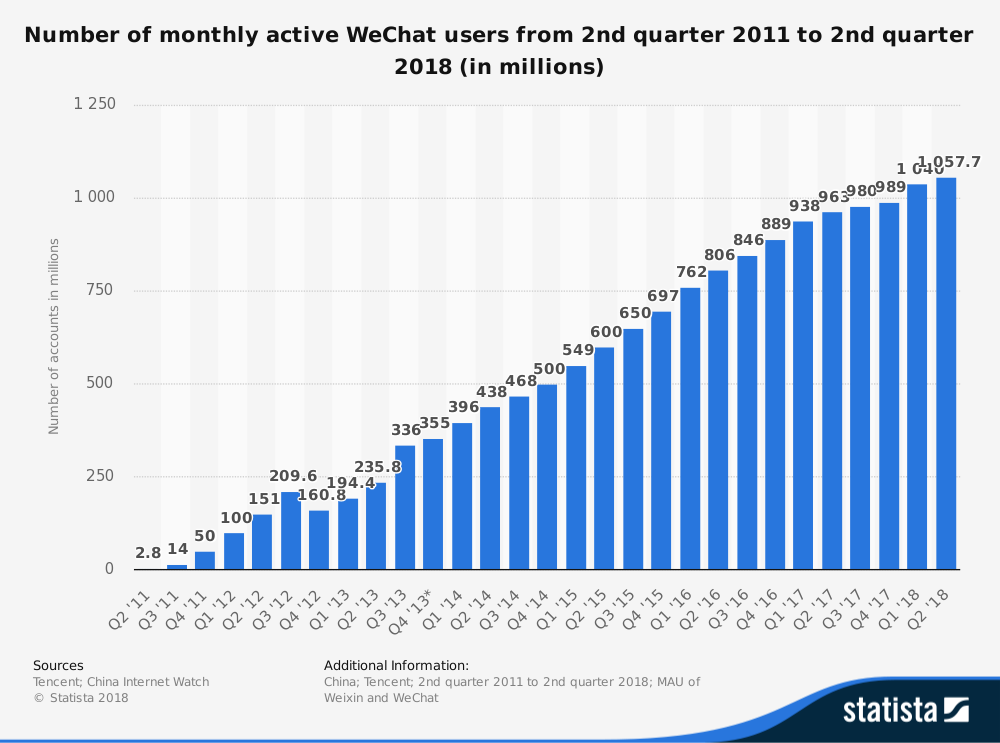 Number of monthly active WeChat users from 2nd quarter 2011 to 2nd quarter
2018 (in millions)
Number of accounts in millions
1 250
1 000
750
500
250
0
2.8
14
50
100
151
209.6
160.8
194.4
235.8
336
355
396
438
468
500
549
600
650
697
762
806
846
889
938
963
980
989
1 040
1 057.7
Q2 '11
Q3 '11
Q4 '11
Q1 '12
Q2 '12
Q3 '12
Q4 '12
Q1 '13
Q2 '13
Q3 '13
Q4 '13*
Q1 '14
Q2 '14
Q3 '14
Q4 '14
Q1 '15
Q2 '15
Q3 '15
Q4 '15
Q1 '16
Q2 '16
Q3 '16
Q4 '16
Q1 '17
Q2 '17
Q3 '17
Q4 '17
Q1 '18
Q2 '18
Sources
Tencent; China Internet Watch
© Statista 2018
Additional Information:
China; Tencent; 2nd quarter 2011 to 2nd quarter 2018; MAU of
Weixin and WeChat
statista